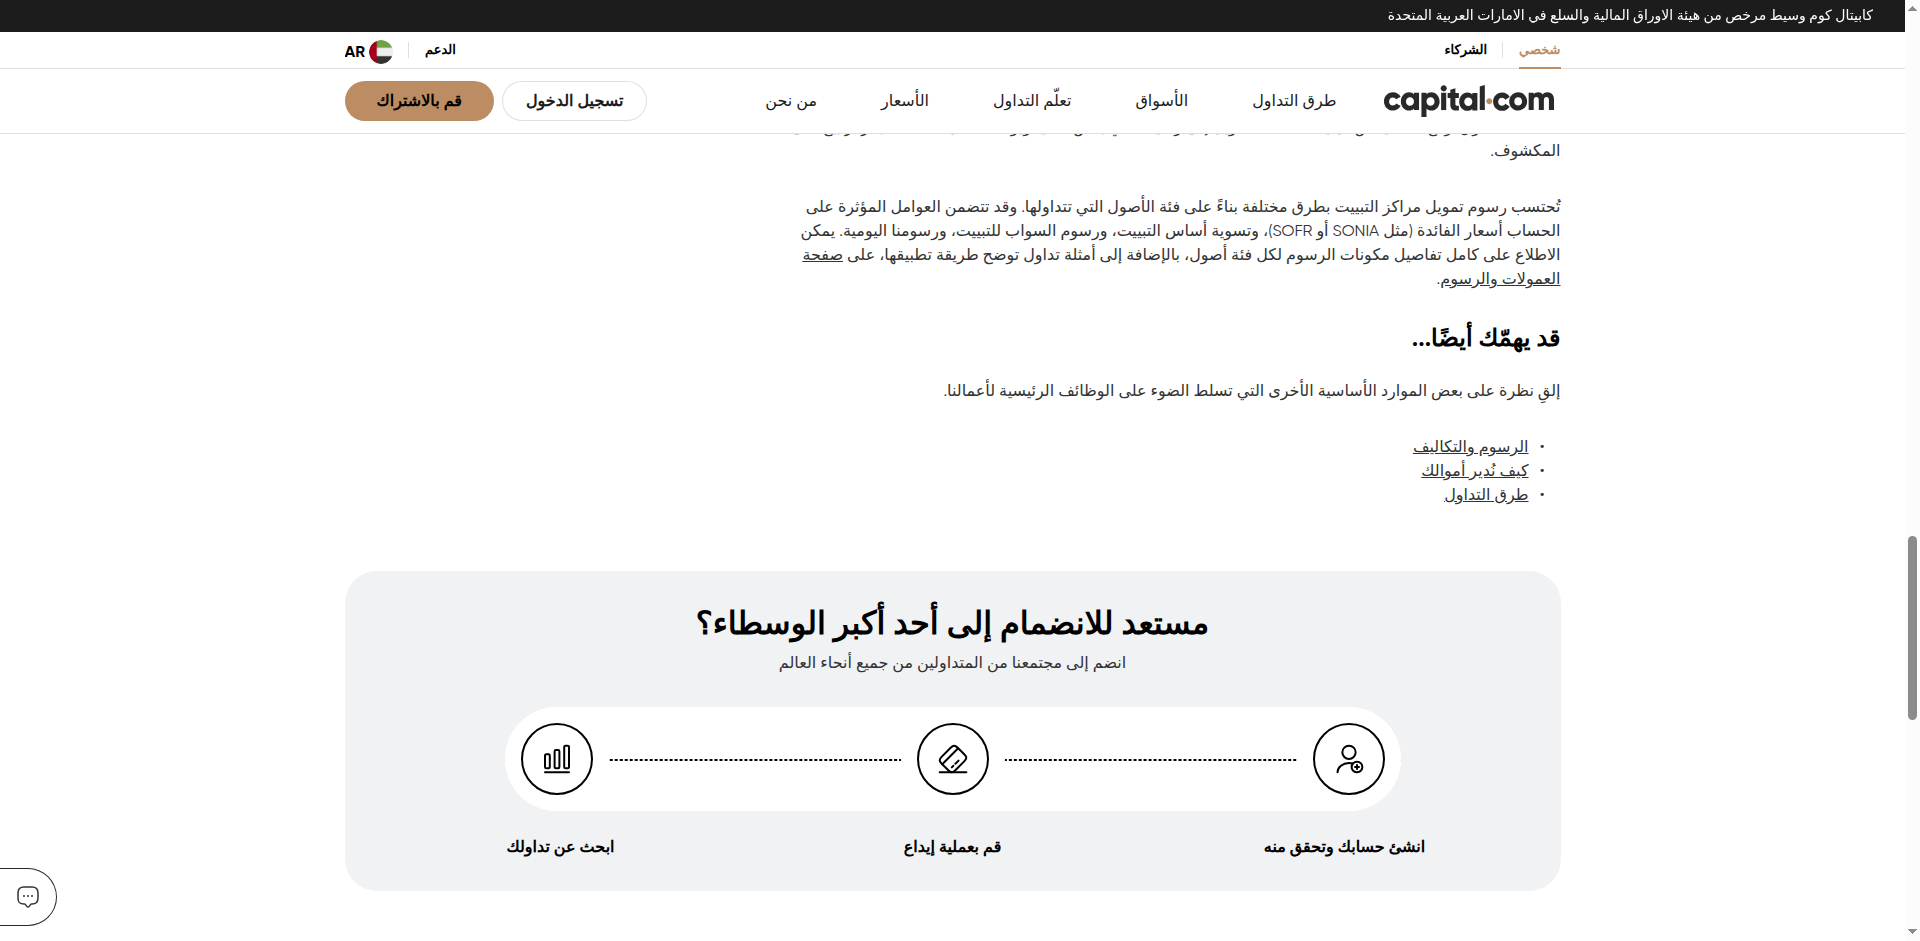 كابيتال كوم وسيط مرخص من هيئة الاوراق المالية والسلع في الامارات العربية المتحدة
شخصي
الشركاء
الدعم
AR
capital.com
طرق التداول
الأسواق
تعلّم التداول
الأسعار
من نحن
تسجيل الدخول
قم بالاشتراك
المكشوف.
تُحتسب رسوم تمويل مراكز التبييت بطرق مختلفة بناءً على فئة الأصول التي تتداولها. وقد تتضمن العوامل المؤثرة على
الحساب أسعار الفائدة (مثل SONIA أو SOFR)، وتسوية أساس التبييت، ورسوم السواب للتبييت، ورسومنا اليومية. يمكن
الاطلاع على كامل تفاصيل مكونات الرسوم لكل فئة أصول، بالإضافة إلى أمثلة تداول توضح طريقة تطبيقها، على صفحة
العمولات والرسوم.
قد يهمّك أيضًا...
إلقِ نظرة على بعض الموارد الأساسية الأخرى التي تسلط الضوء على الوظائف الرئيسية لأعمالنا.
• الرسوم والتكاليف
• كيف نُدير أموالك
• طرق التداول
مستعد للانضمام إلى أحد أكبر الوسطاء؟
انضم إلى مجتمعنا من المتداولين من جميع أنحاء العالم
انشئ حسابك وتحقق منه
قم بعملية إيداع
ابحث عن تداولك